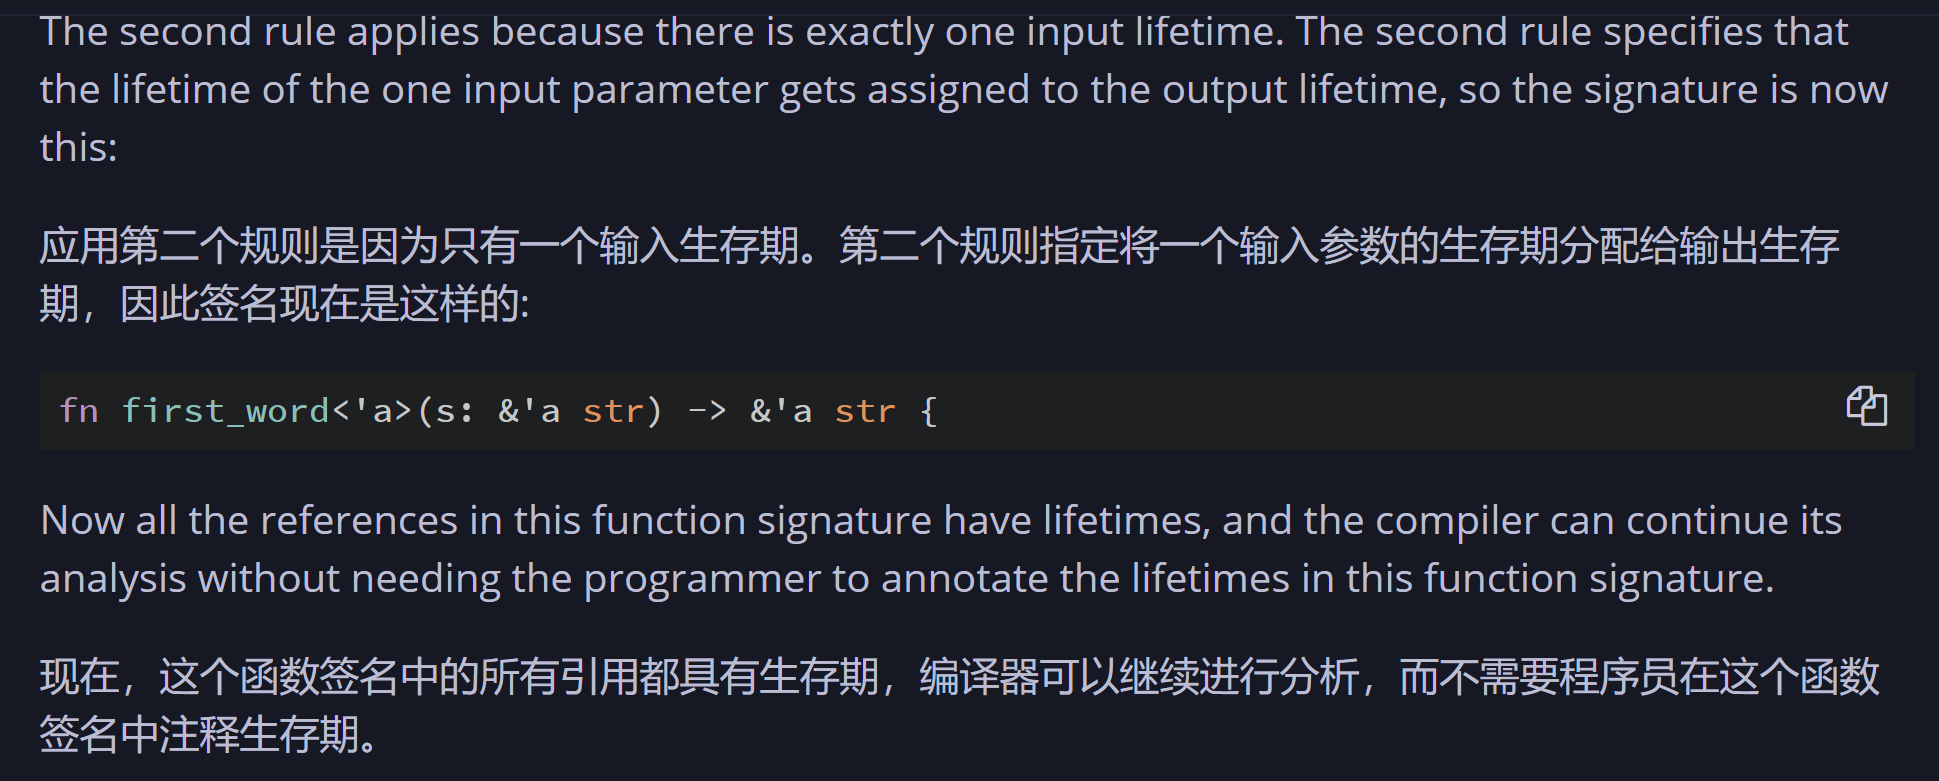 The second rule applies because there is exactly one input lifetime. The second rule specifies that
the lifetime of the one input parameter gets assigned to the output lifetime, so the signature is now
this:
应用第二个规则是因为只有一个输入生存期。第二个规则指定将一个输入参数的生存期分配给输出生存
期，因此签名现在是这样的:
fn first_word<'a>(s: &'a str) -> &'a str {
Now all the references in this function signature have lifetimes, and the compiler can continue its
analysis without needing the programmer to annotate the lifetimes in this function signature.
现在，这个函数签名中的所有引用都具有生存期，编译器可以继续进行分析，而不需要程序员在这个函数
签名中注释生存期。